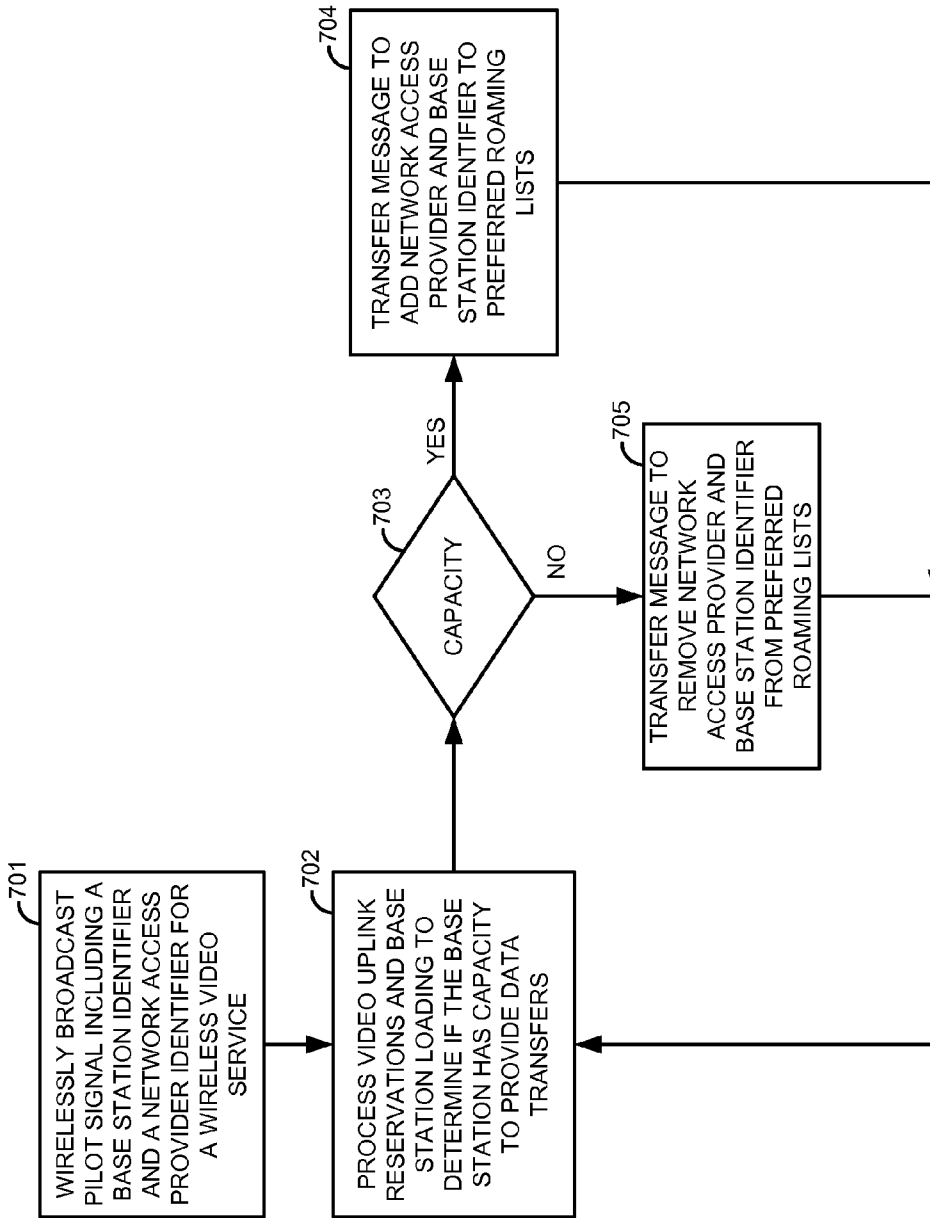 701
WIRELESSLY BROADCAST
PILOT SIGNAL INCLUDING A
BASE STATION IDENTIFIER
AND A NETWORK ACCESS
PROVIDER IDENTIFIER FOR
A WIRELESS VIDEO
SERVICE
702
PROCESS VIDEO UPLINK
RESERVATIONS AND BASE
STATION LOADING TO
DETERMINE IF THE BASE
STATION HAS CAPACITY
TO PROVIDE DATA
TRANSFERS
703
CAPACITY
YES
NO
704
TRANSFER MESSAGE TO
ADD NETWORK ACCESS
PROVIDER AND BASE
STATION IDENTIFIER TO
PREFERRED ROAMING
LISTS
705
TRANSFER MESSAGE TO
REMOVE NETWORK
ACCESS PROVIDER AND
BASE STATION IDENTIFIER
FROM PREFERRED
ROAMING LISTS